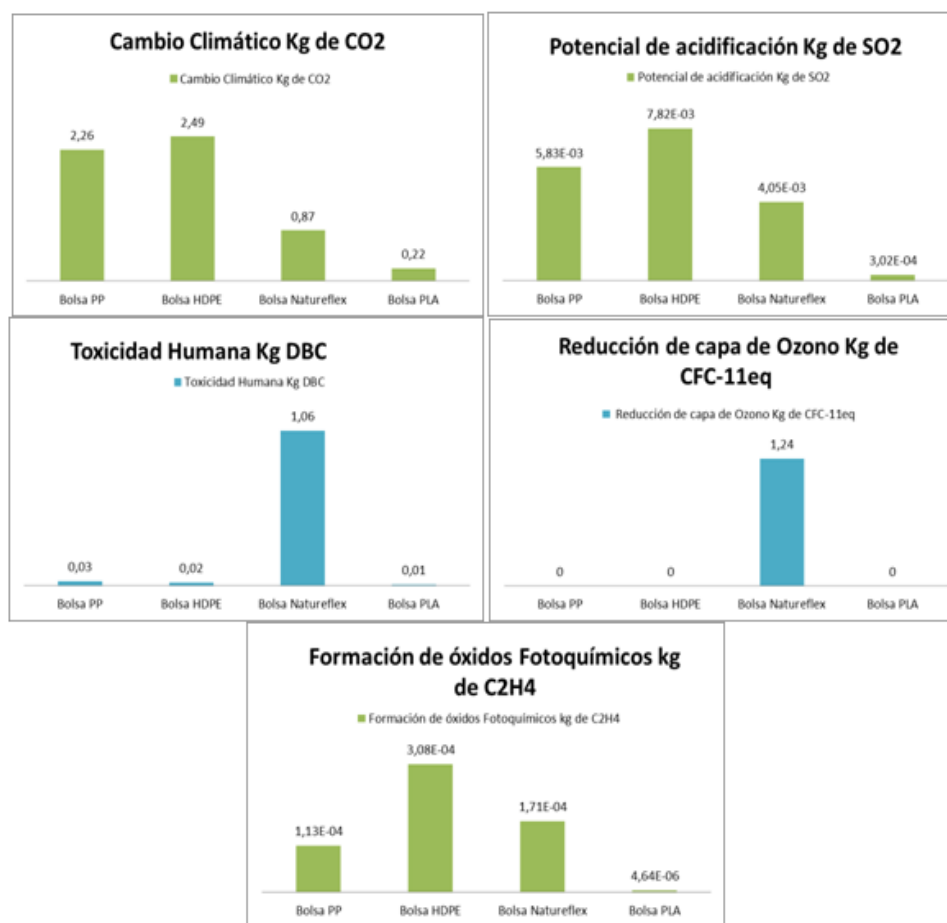 Cambio Climático Kg de CO2
Cambio Climático Kg de CO2
2,26
2,49
0,87
0,22
Bolsa PP
Bolsa HDPE
Bolsa Natureflex
Bolsa PLA
Potencial de acidificación Kg de SO2
Potencial de acidificación Kg de SO2
5,83E-03
7,82E-03
4,05E-03
3,02E-04
Bolsa PP
Bolsa HDPE
Bolsa Natureflex
Bolsa PLA
Toxicidad Humana Kg DBC
Toxicidad Humana Kg DBC
0,03
0,02
1,06
0,01
Bolsa PP
Bolsa HDPE
Bolsa Natureflex
Bolsa PLA
Reducción de capa de Ozono Kg de
CFC-11eq
Reducción de capa de Ozono Kg de CFC-11eq
0
0
1,24
0
Bolsa PP
Bolsa HDPE
Bolsa Natureflex
Bolsa PLA
Formación de óxidos Fotoquímicos kg
de C2H4
Formación de óxidos Fotoquímicos kg de C2H4
1,13E-04
3,08E-04
1,71E-04
4,64E-06
Bolsa PP
Bolsa HDPE
Bolsa Natureflex
Bolsa PLA